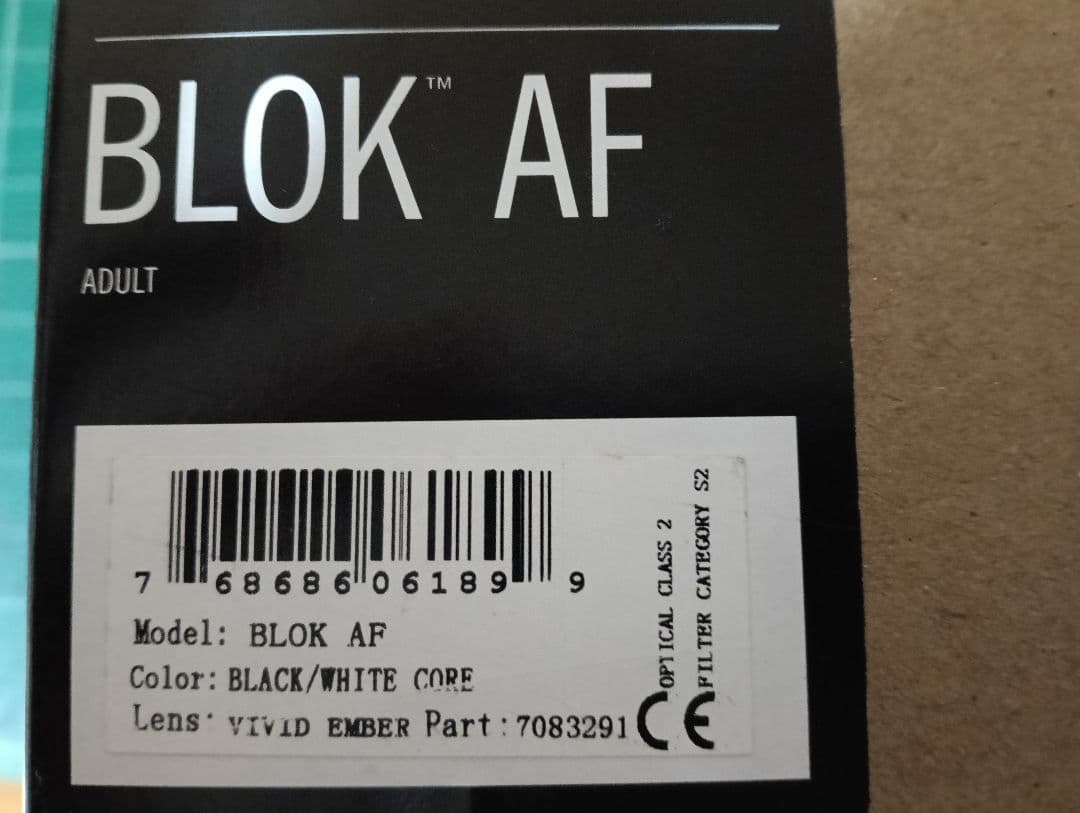 BLOK™ AF
ADULT
7 68686 06189 9
Model: BLOK AF
Color: BLACK/WHITE CORE
Lens: VIVID EMBER Part:7083291
CE
OPTICAL CLASS 2
FILTER CATEGORY S2